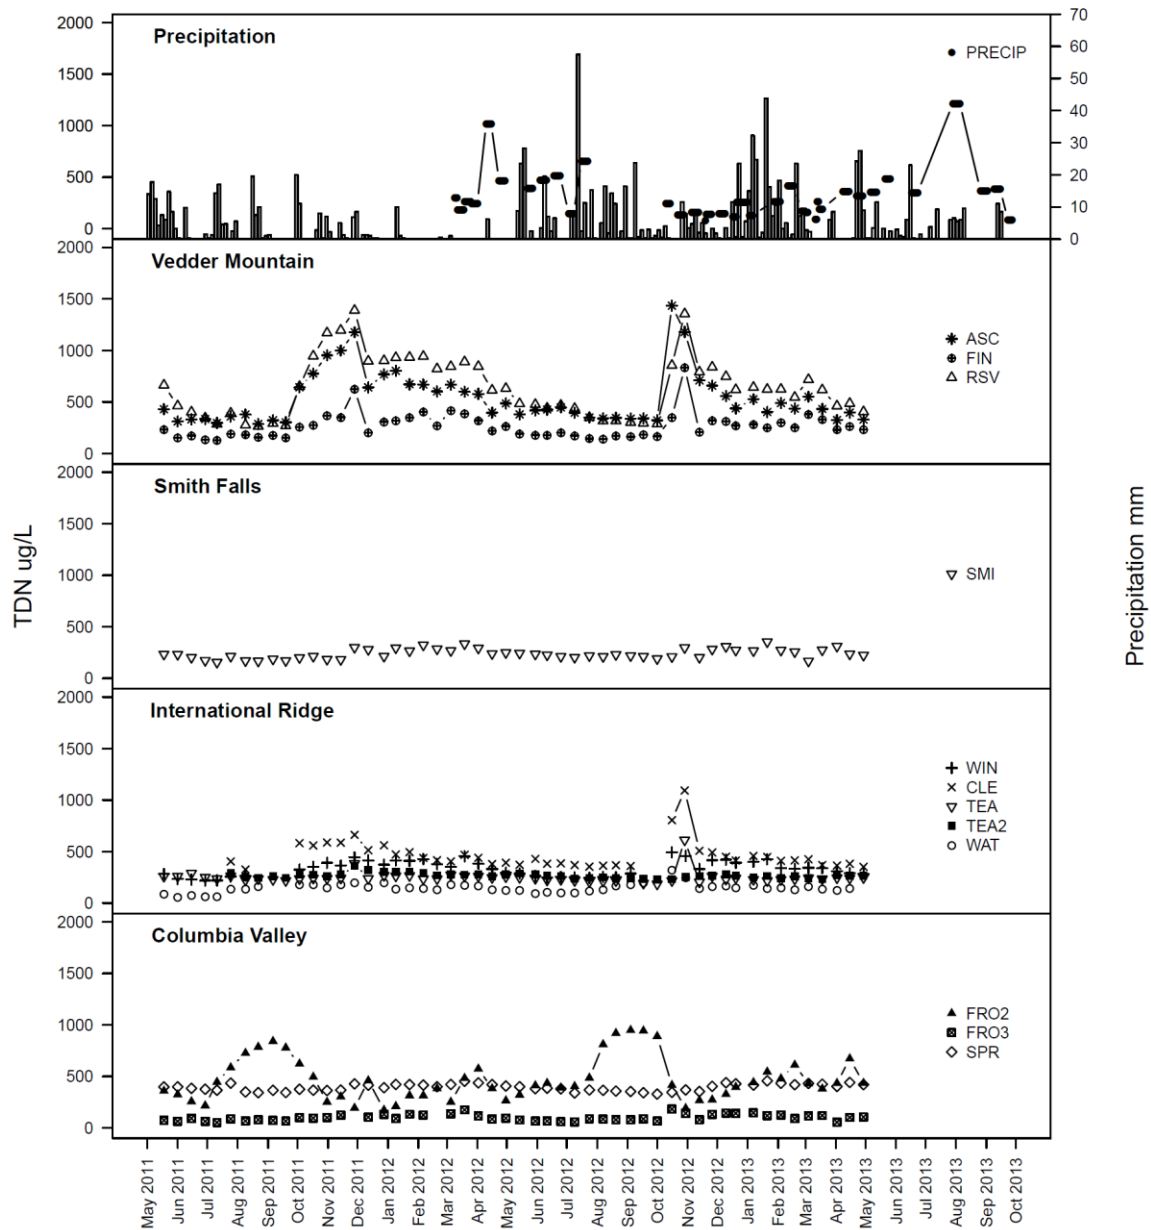 2000
1500
1000
500
0
Precipitation
PRECIP
70
60
50
40
30
20
10
0
2000
1500
1000
500
0
Vedder Mountain
ASC
FIN
RSV
2000
1500
1000
500
0
Smith Falls
SMI
TDN ug/L
Precipitation mm
2000
1500
1000
500
0
International Ridge
WIN
CLE
TEA
TEA2
WAT
2000
1500
1000
500
0
Columbia Valley
FRO2
FRO3
SPR
May 2011
Jun 2011
Jul 2011
Aug 2011
Sep 2011
Oct 2011
Nov 2011
Dec 2011
Jan 2012
Feb 2012
Mar 2012
Apr 2012
May 2012
Jun 2012
Jul 2012
Aug 2012
Sep 2012
Oct 2012
Nov 2012
Dec 2012
Jan 2013
Feb 2013
Mar 2013
Apr 2013
May 2013
Jun 2013
Jul 2013
Aug 2013
Sep 2013
Oct 2013